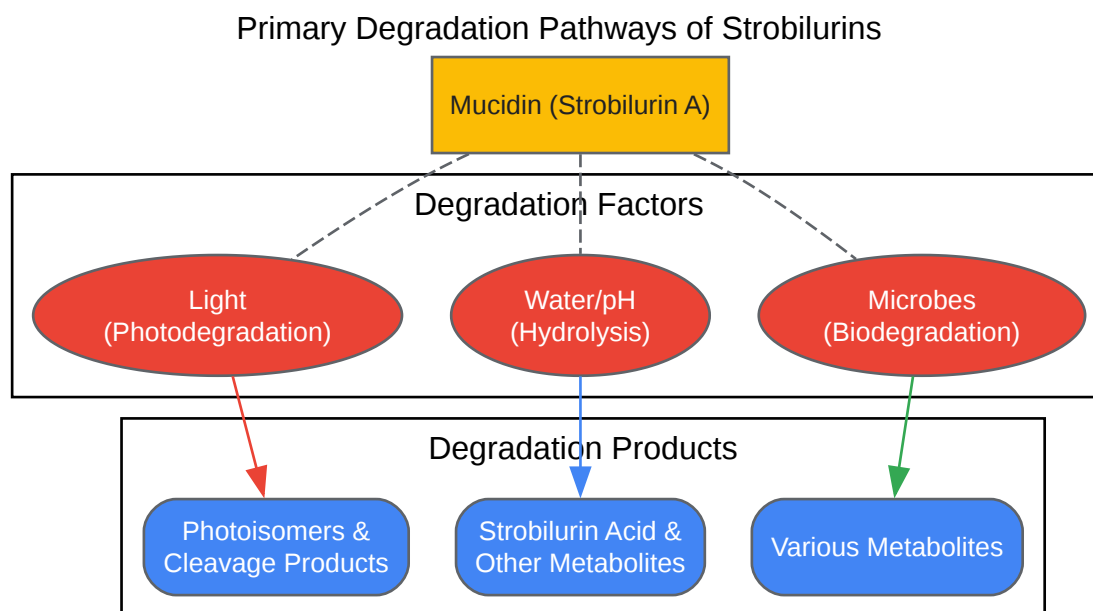 Primary Degradation Pathways of Strobilurins
Mucidin (Strobilurin A)
Degradation Factors
Light
(Photodegradation)
Water/pH
(Hydrolysis)
Microbes
(Biodegradation)
Degradation Products
Photoisomers &
Cleavage Products
Strobilurin Acid &
Other Metabolites
Various Metabolites